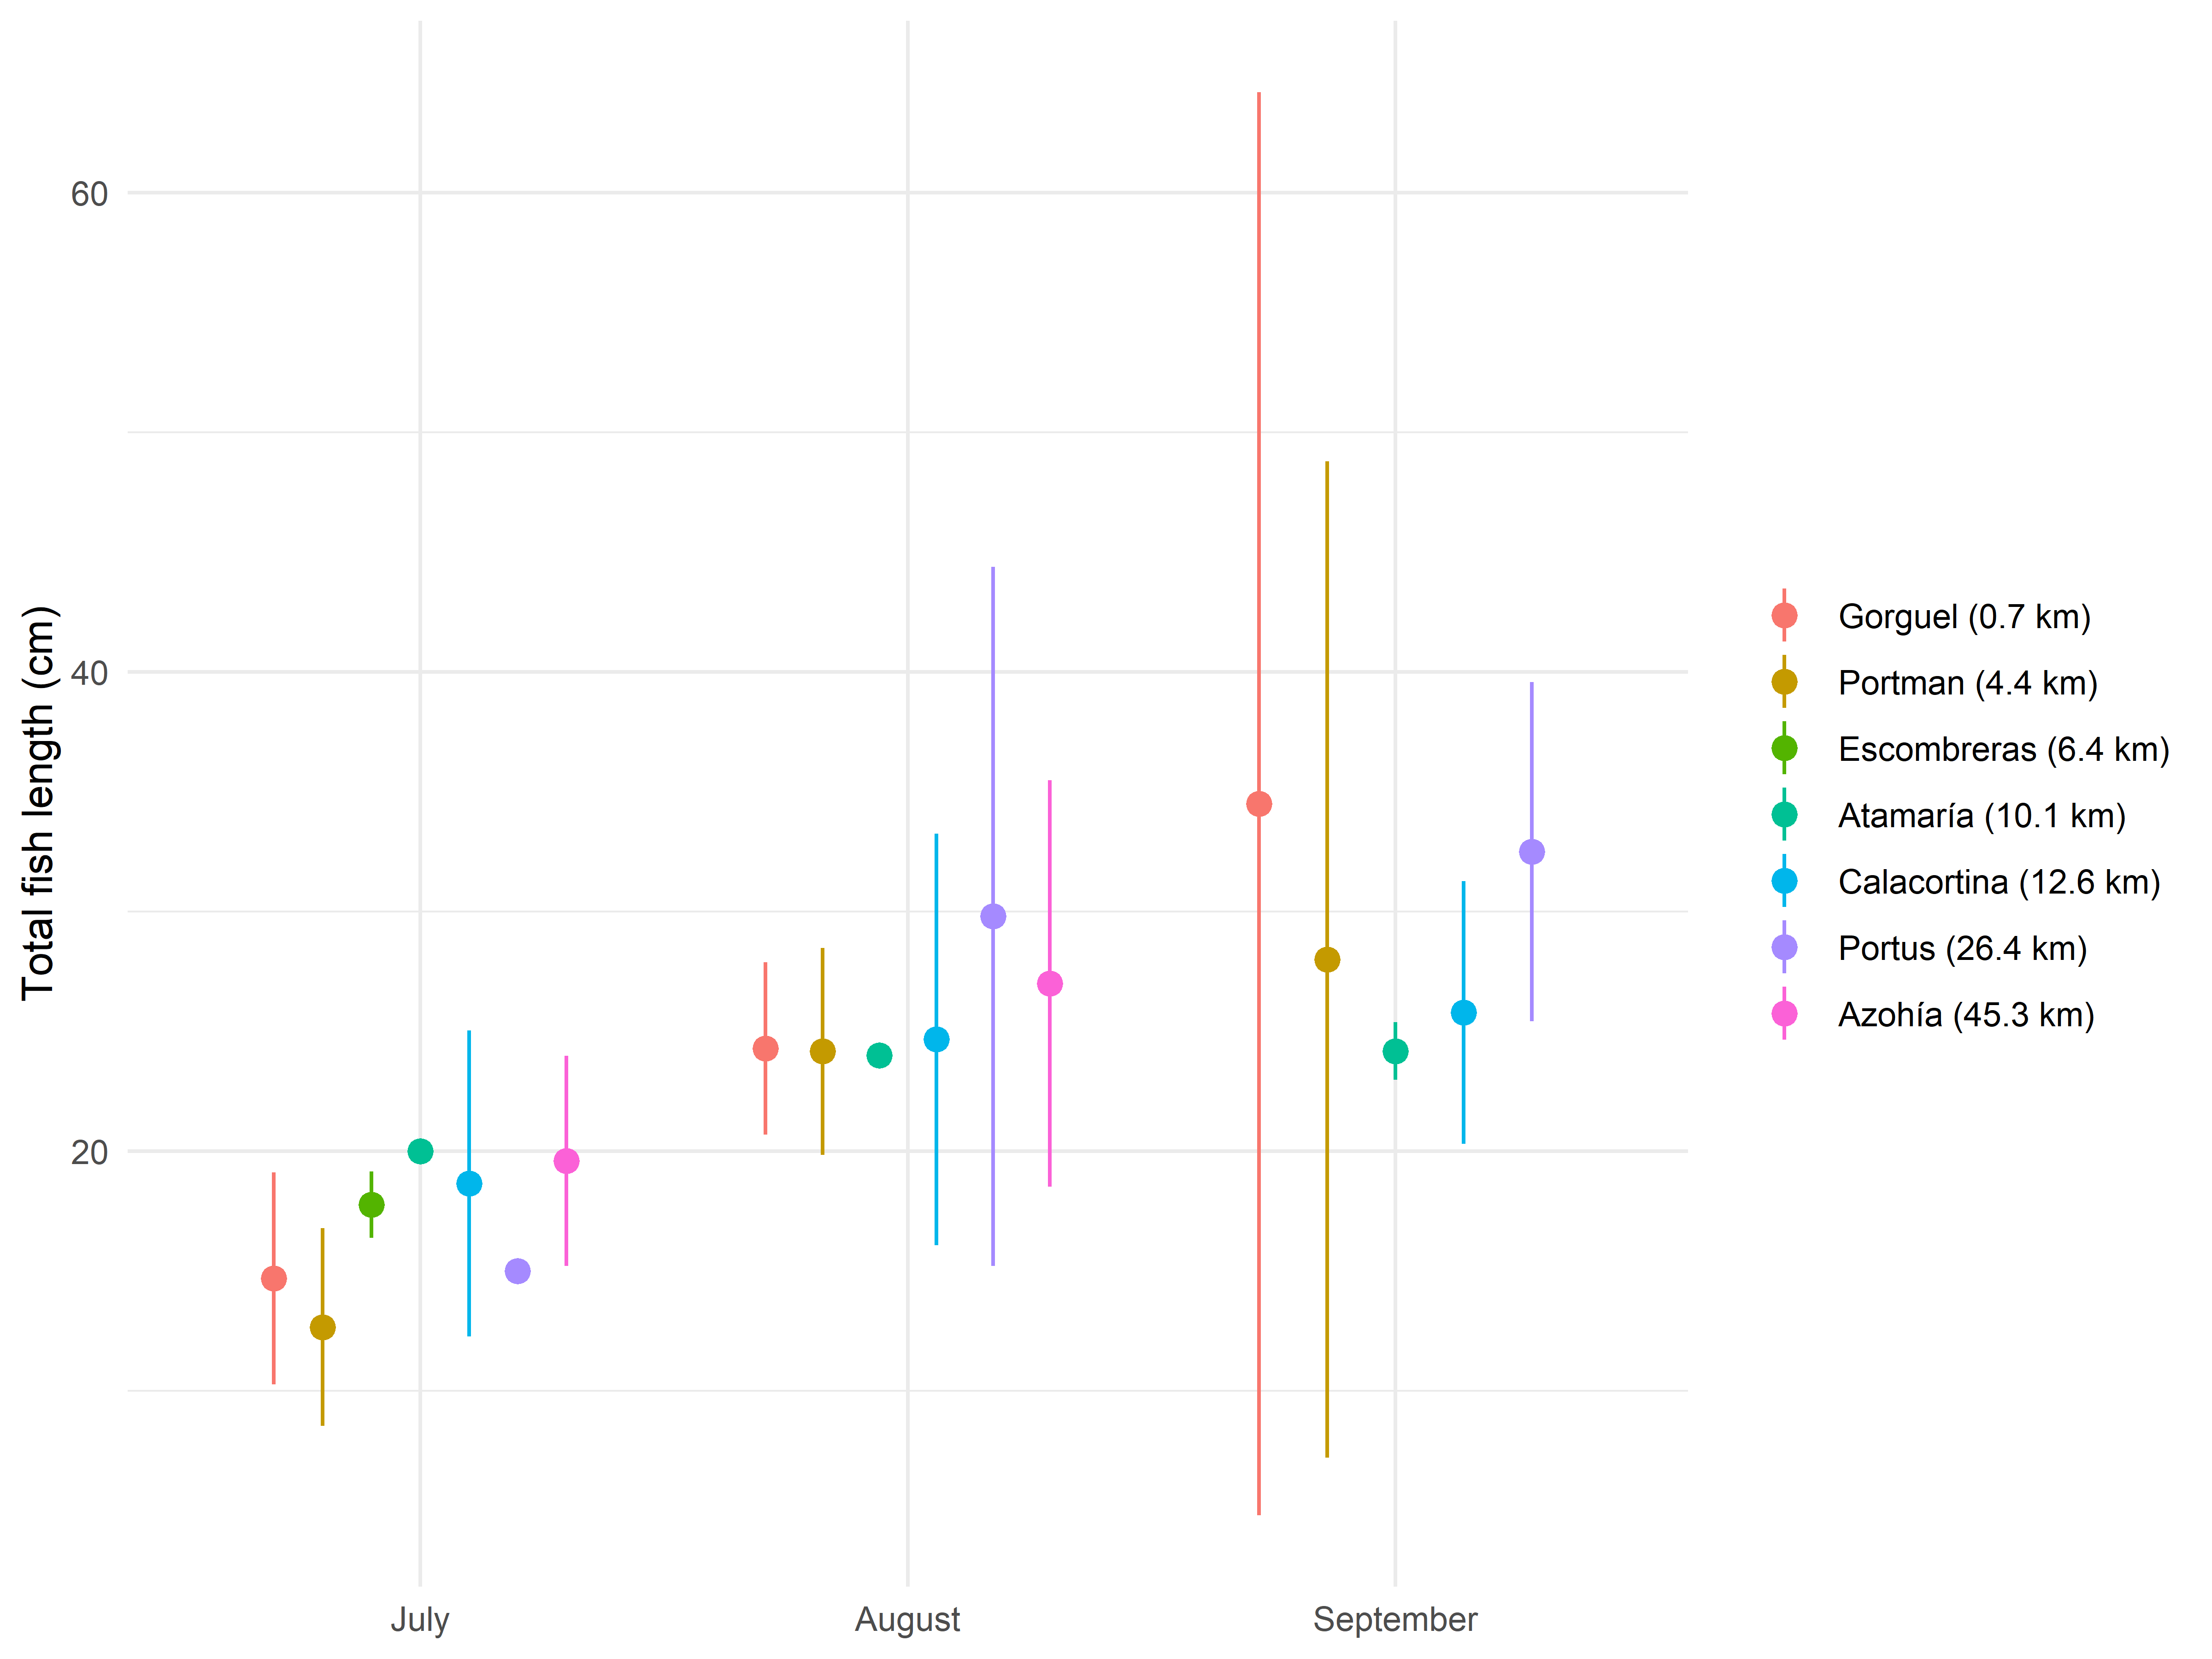 Total fish length (cm)
60
40
20
July
August
September
Gorguel (0.7 km)
Portman (4.4 km)
Escombreras (6.4 km)
Atamaría (10.1 km)
Calacortina (12.6 km)
Portus (26.4 km)
Azohía (45.3 km)